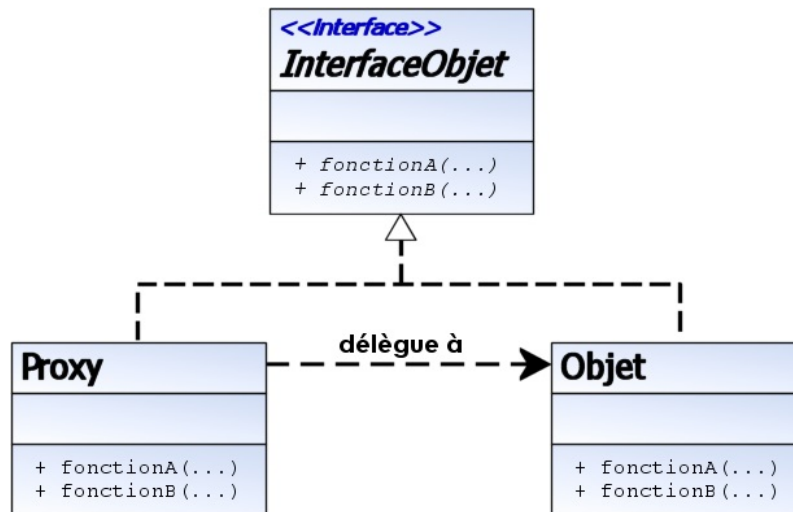 <<Interface>>
InterfaceObjet
+ fonctionA(...)
+ fonctionB(...)
délègue à
Proxy
+ fonctionA(...)
+ fonctionB(...)
Objet
+ fonctionA(...)
+ fonctionB(...)